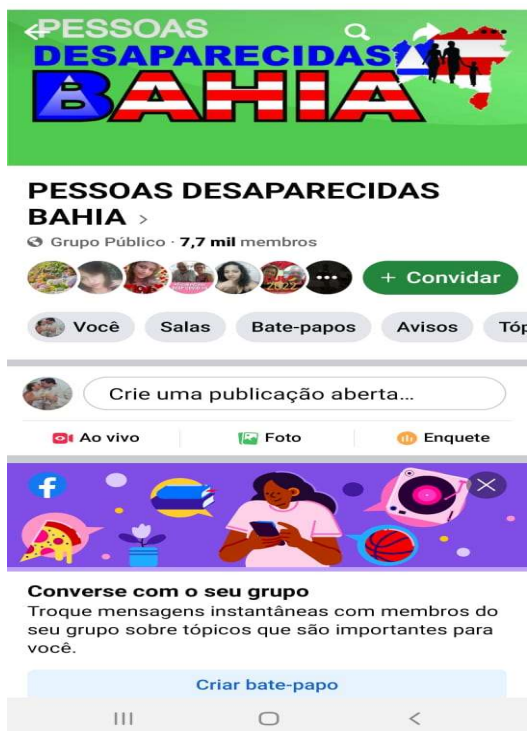 PESSOAS
DESAPARECIDAS
BAHIA
PESSOAS DESAPARECIDAS
BAHIA >
Grupo Público · 7,7 mil membros
+ Convidar
Você Salas Bate-papos Avisos Tóp
Crie uma publicação aberta...
Ao vivo Foto Enquete
Converse com o seu grupo
Troque mensagens instantâneas com membros do
seu grupo sobre tópicos que são importantes para
você.
Criar bate-papo